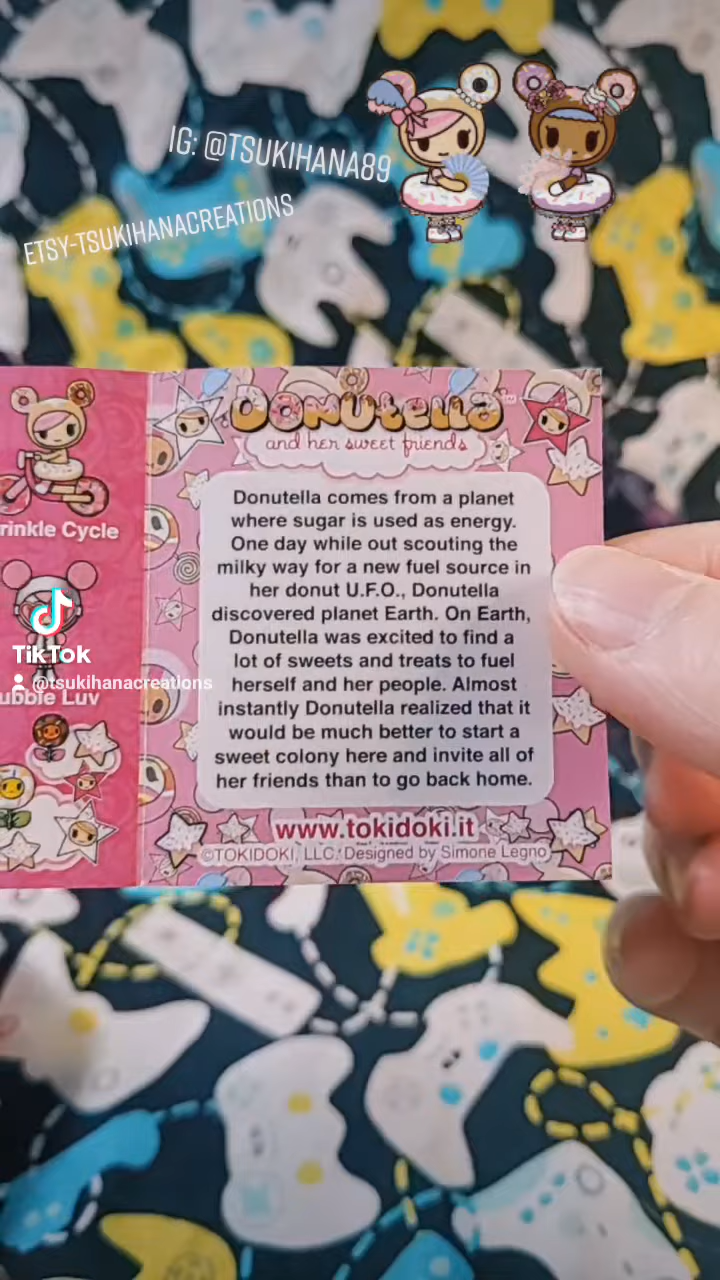 IG: @TSUKIHANA89
ETSY-TSUKIHANACREATIONS
DONUtella™
and her sweet friends
Donutella comes from a planet
where sugar is used as energy.
One day while out scouting the
milky way for a new fuel source in
her donut U.F.O., Donutella
discovered planet Earth. On Earth,
Donutella was excited to find a
lot of sweets and treats to fuel
herself and her people. Almost
instantly Donutella realized that it
would be much better to start a
sweet colony here and invite all of
her friends than to go back home.
www.tokidoki.it
©TOKIDOKI, LLC. Designed by Simone Legno
rinkle Cycle
TikTok
@tsukihanacreations
ubble Luv